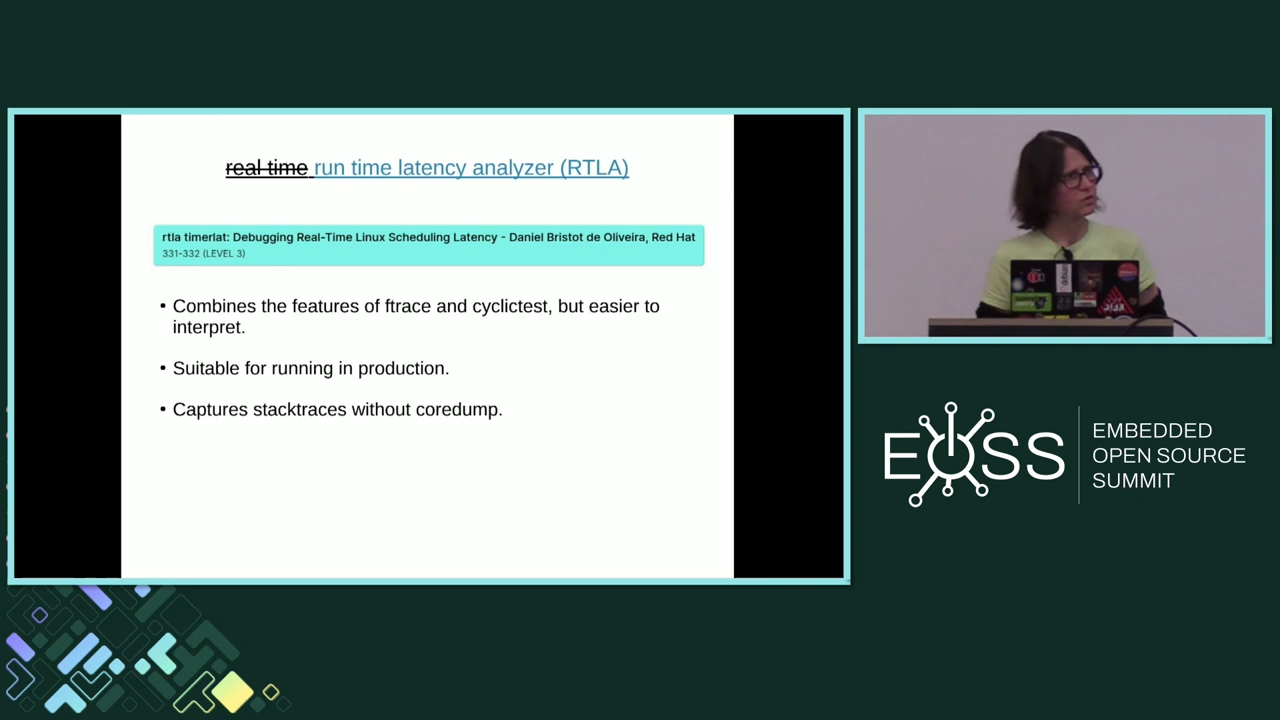 real time run time latency analyzer (RTLA)
rtla timerlat: Debugging Real-Time Linux Scheduling Latency - Daniel Bristot de Oliveira, Red Hat
331-332 (LEVEL 3)
• Combines the features of ftrace and cyclictest, but easier to
interpret.
• Suitable for running in production.
• Captures stacktraces without coredump.
debian
EOSS
EMBEDDED
OPEN SOURCE
SUMMIT